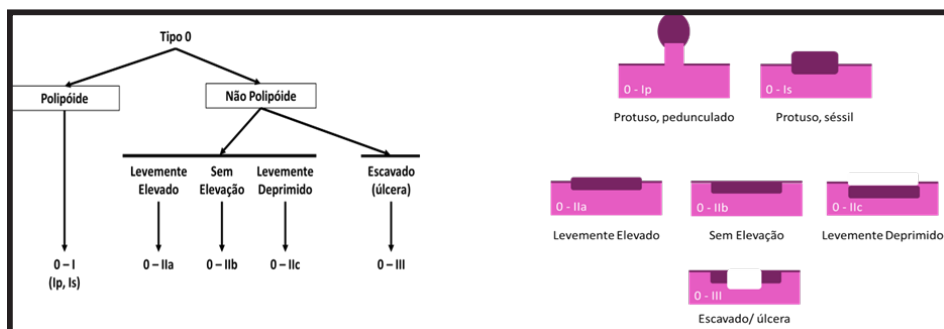 Tipo 0
Polipóide
Não Polipóide
Levemente
Elevado
Sem
Elevação
Levemente
Deprimido
Escavado
(úlcera)
0 – I
(Ip, Is)
0 – IIa
0 – IIb
0 – IIc
0 – III
0 - Ip
Protuso, pedunculado
0 - Is
Protuso, séssil
0 - IIa
Levemente Elevado
0 - IIb
Sem Elevação
0 - IIc
Levemente Deprimido
0 - III
Escavado/ úlcera